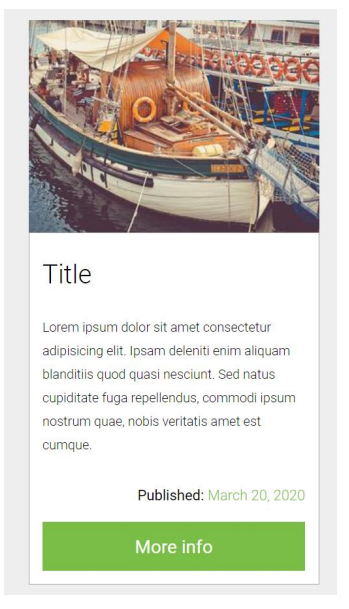 Title
Lorem ipsum dolor sit amet consectetur
adipisicing elit. Ipsam deleniti enim aliquam
blanditiis quod quasi nesciunt. Sed natus
cupiditate fuga repellendus, commodi ipsum
nostrum quae, nobis veritatis amet est
cumque.
Published: March 20, 2020
More info